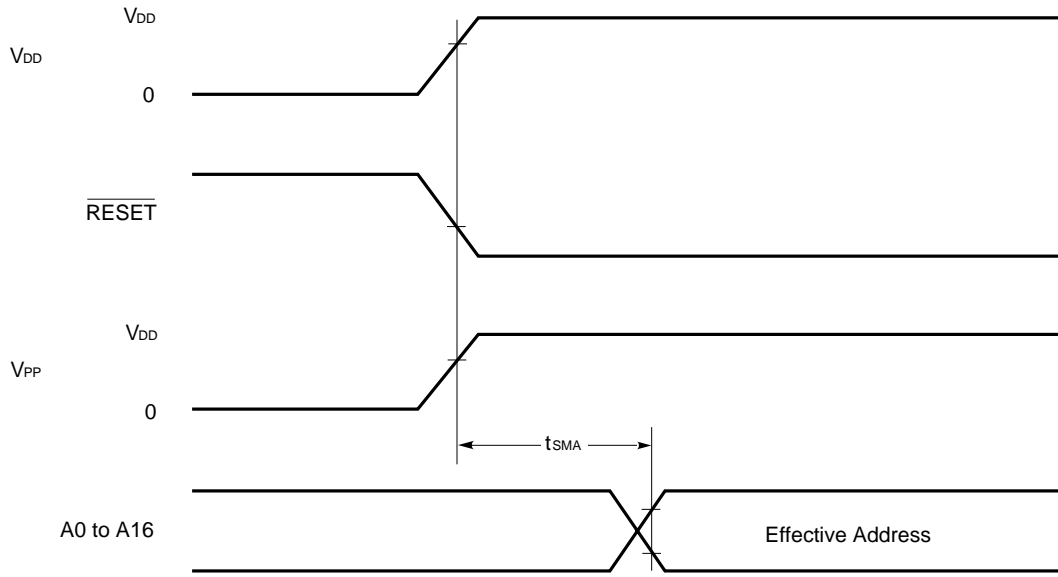 VDD
VDD
0
RESET
VDD
VPP
0
tSMA
A0 to A16
Effective Address